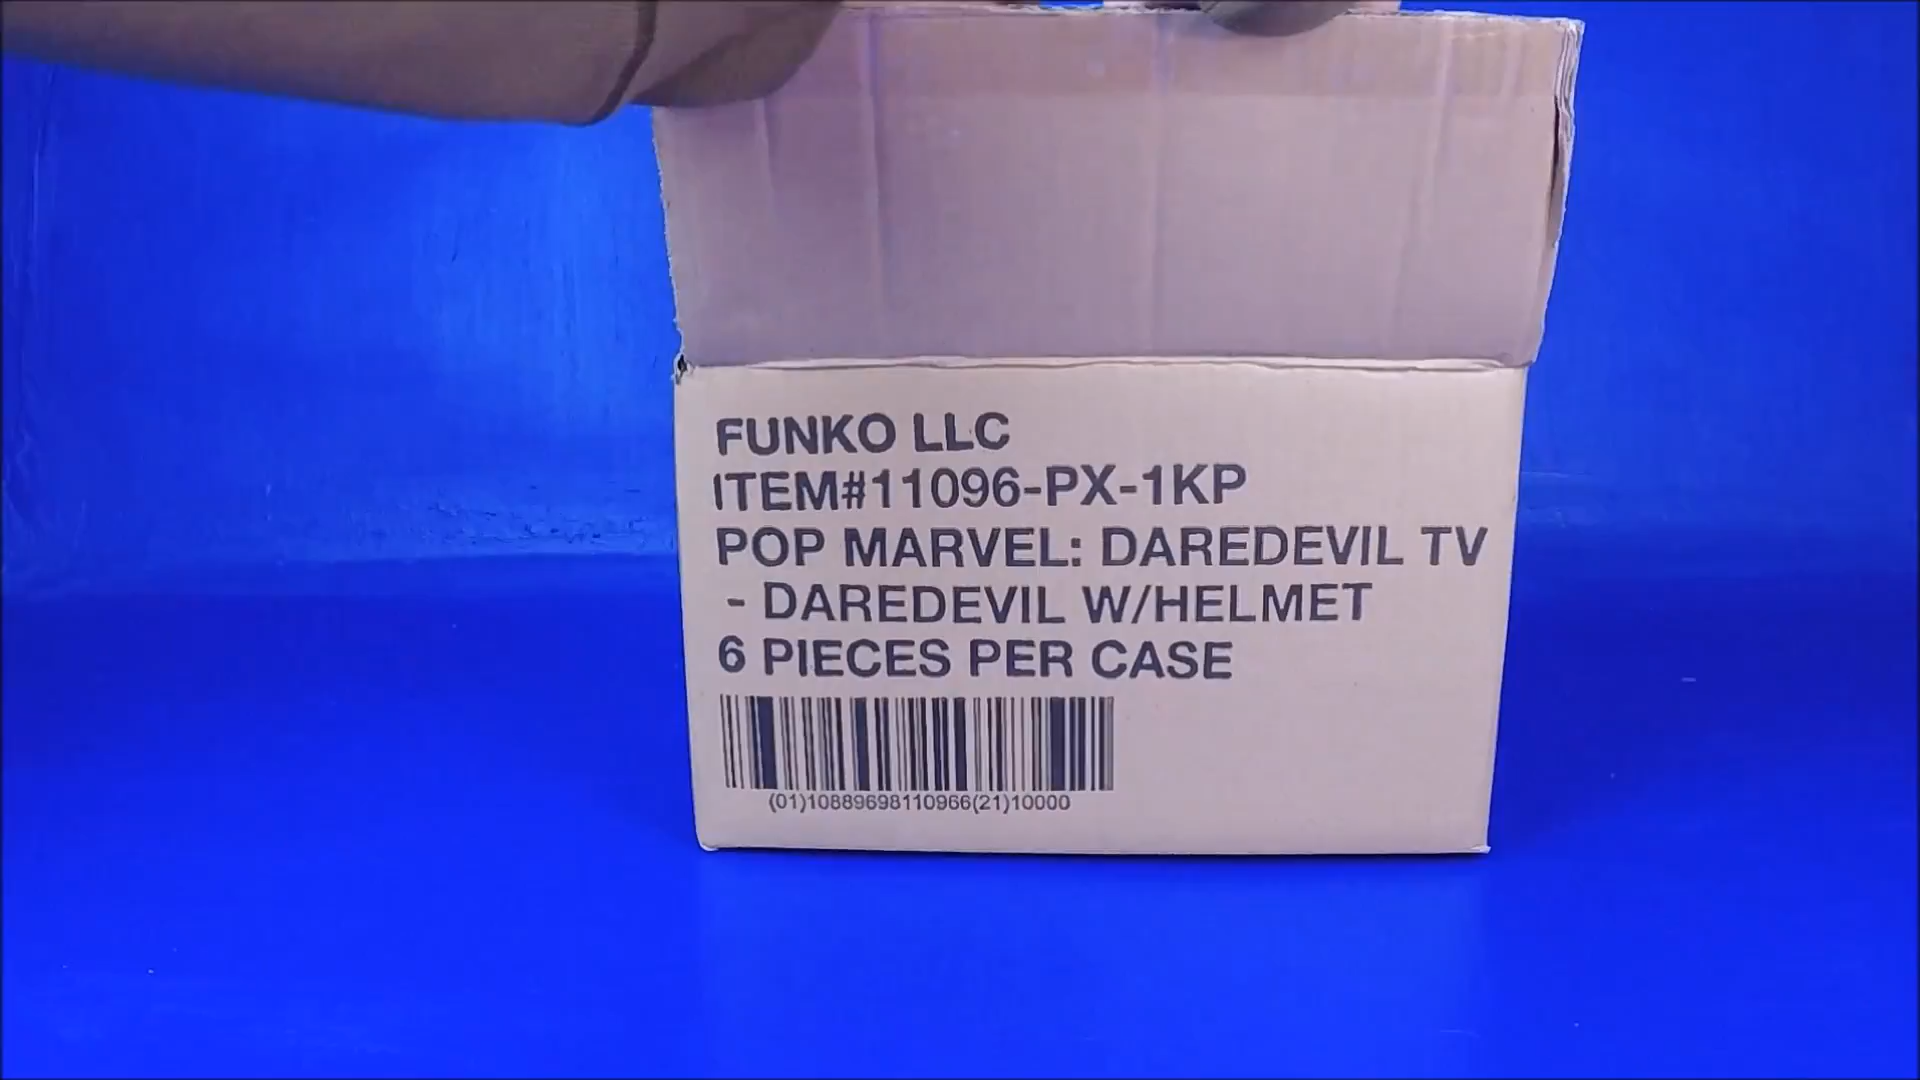 FUNKO LLC
ITEM#11096-PX-1KP
POP MARVEL: DAREDEVIL TV
- DAREDEVIL W/HELMET
6 PIECES PER CASE
(01)10889698110966(21)10000